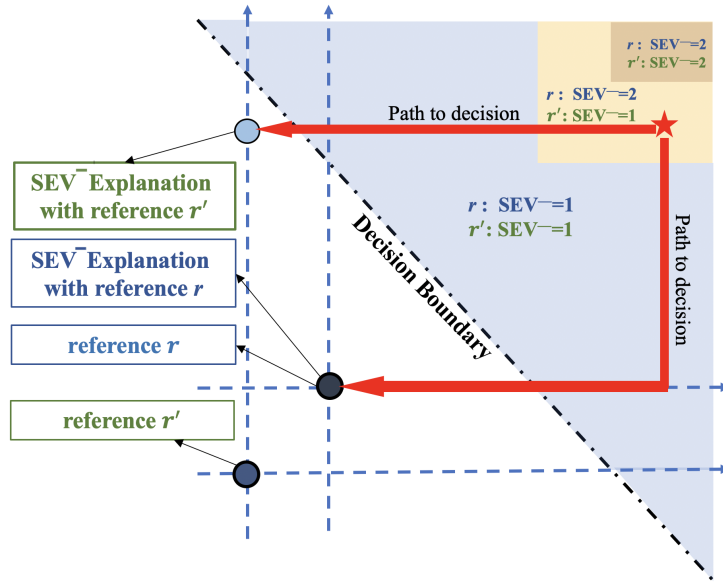 r : SEV⁻=2
r′: SEV⁻=2
r : SEV⁻=2
r′: SEV⁻=1
Path to decision
SEV⁻ Explanation
with reference r′
r : SEV⁻=1
r′: SEV⁻=1
Path to decision
SEV⁻ Explanation
with reference r
Decision Boundary
reference r
reference r′